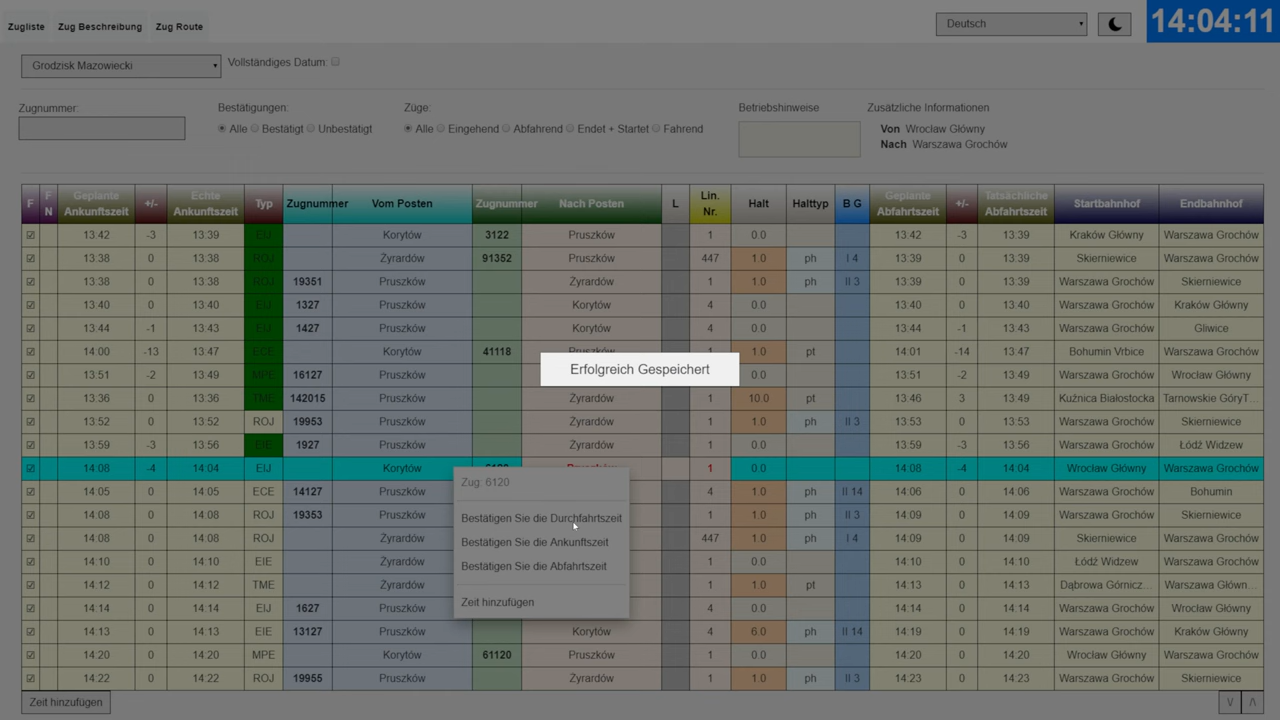 Zugliste Zug Beschreibung Zug Route Deutsch 14:04:11
Grodzisk Mazowiecki Vollständiges Datum:
Zugnummer: Bestätigungen: Züge: Betriebshinweise Zusätzliche Informationen
Alle Bestätigt Unbestätigt Alle Eingehend Abfahrend Endet + Startet Fahrend Von Wrocław Główny
Nach Warszawa Grochów
F F N Geplante Ankunftszeit +/- Echte Ankunftszeit Typ Zugnummer Vom Posten Zugnummer Nach Posten L Lin. Nr. Halt Halttyp B G Geplante Abfahrtszeit +/- Tatsächliche Abfahrtszeit Startbahnhof Endbahnhof
13:42 -3 13:39 EIJ Korytów 3122 Pruszków 1 0.0 13:42 -3 13:39 Kraków Główny Warszawa Grochów
13:38 0 13:38 ROJ Żyrardów 91352 Pruszków 447 1.0 ph I 4 13:39 0 13:39 Skierniewice Warszawa Grochów
13:38 0 13:38 ROJ 19351 Pruszków Żyrardów 1 1.0 ph II 3 13:39 0 13:39 Warszawa Grochów Skierniewice
13:40 0 13:40 EIJ 1327 Pruszków Korytów 4 0.0 13:40 0 13:40 Warszawa Grochów Kraków Główny
13:44 -1 13:43 EIJ 1427 Pruszków Korytów 4 0.0 13:44 -1 13:43 Warszawa Grochów Gliwice
14:00 -13 13:47 ECE Korytów 41118 Pruszków 1 1.0 pt 14:01 -14 13:47 Bohumin Vrbice Warszawa Grochów
13:51 -2 13:49 MPE 16127 Pruszków 0.0 13:51 -2 13:49 Warszawa Grochów Wrocław Główny
13:36 0 13:36 TME 142015 Pruszków Żyrardów 1 10.0 pt 13:46 3 13:49 Kuźnica Białostocka Tarnowskie GóryT...
13:52 0 13:52 ROJ 19953 Pruszków Żyrardów 1 1.0 ph II 3 13:53 0 13:53 Warszawa Grochów Skierniewice
13:59 -3 13:56 EIE 1927 Pruszków Żyrardów 1 0.0 13:59 -3 13:56 Warszawa Grochów Łódź Widzew
14:08 -4 14:04 EIJ Korytów Pruszków 1 0.0 14:08 -4 14:04 Wrocław Główny Warszawa Grochów
14:05 0 14:05 ECE 14127 Pruszków 4 1.0 ph II 14 14:06 0 14:06 Warszawa Grochów Bohumin
14:08 0 14:08 ROJ 19353 Pruszków 1 1.0 ph II 3 14:09 0 14:09 Warszawa Grochów Skierniewice
14:08 0 14:08 ROJ Żyrardów 447 1.0 ph I 4 14:09 0 14:09 Skierniewice Warszawa Grochów
14:10 0 14:10 EIE Żyrardów 1 0.0 14:10 0 14:10 Łódź Widzew Warszawa Grochów
14:12 0 14:12 TME Żyrardów 1 1.0 pt 14:13 0 14:13 Dąbrowa Górnicz... Warszawa Główn...
14:14 0 14:14 EIJ 1627 Pruszków 4 0.0 14:14 0 14:14 Warszawa Grochów Wrocław Główny
14:13 0 14:13 EIE 13127 Pruszków Korytów 4 6.0 ph II 14 14:19 0 14:19 Warszawa Grochów Kraków Główny
14:20 0 14:20 MPE Korytów 61120 Pruszków 1 0.0 14:20 0 14:20 Wrocław Główny Warszawa Grochów
14:22 0 14:22 ROJ 19955 Pruszków Żyrardów 1 1.0 ph II 3 14:23 0 14:23 Warszawa Grochów Skierniewice
Erfolgreich Gespeichert
Zug: 6120
Bestätigen Sie die Durchfahrtszeit
Bestätigen Sie die Ankunftszeit
Bestätigen Sie die Abfahrtszeit
Zeit hinzufügen
Zeit hinzufügen